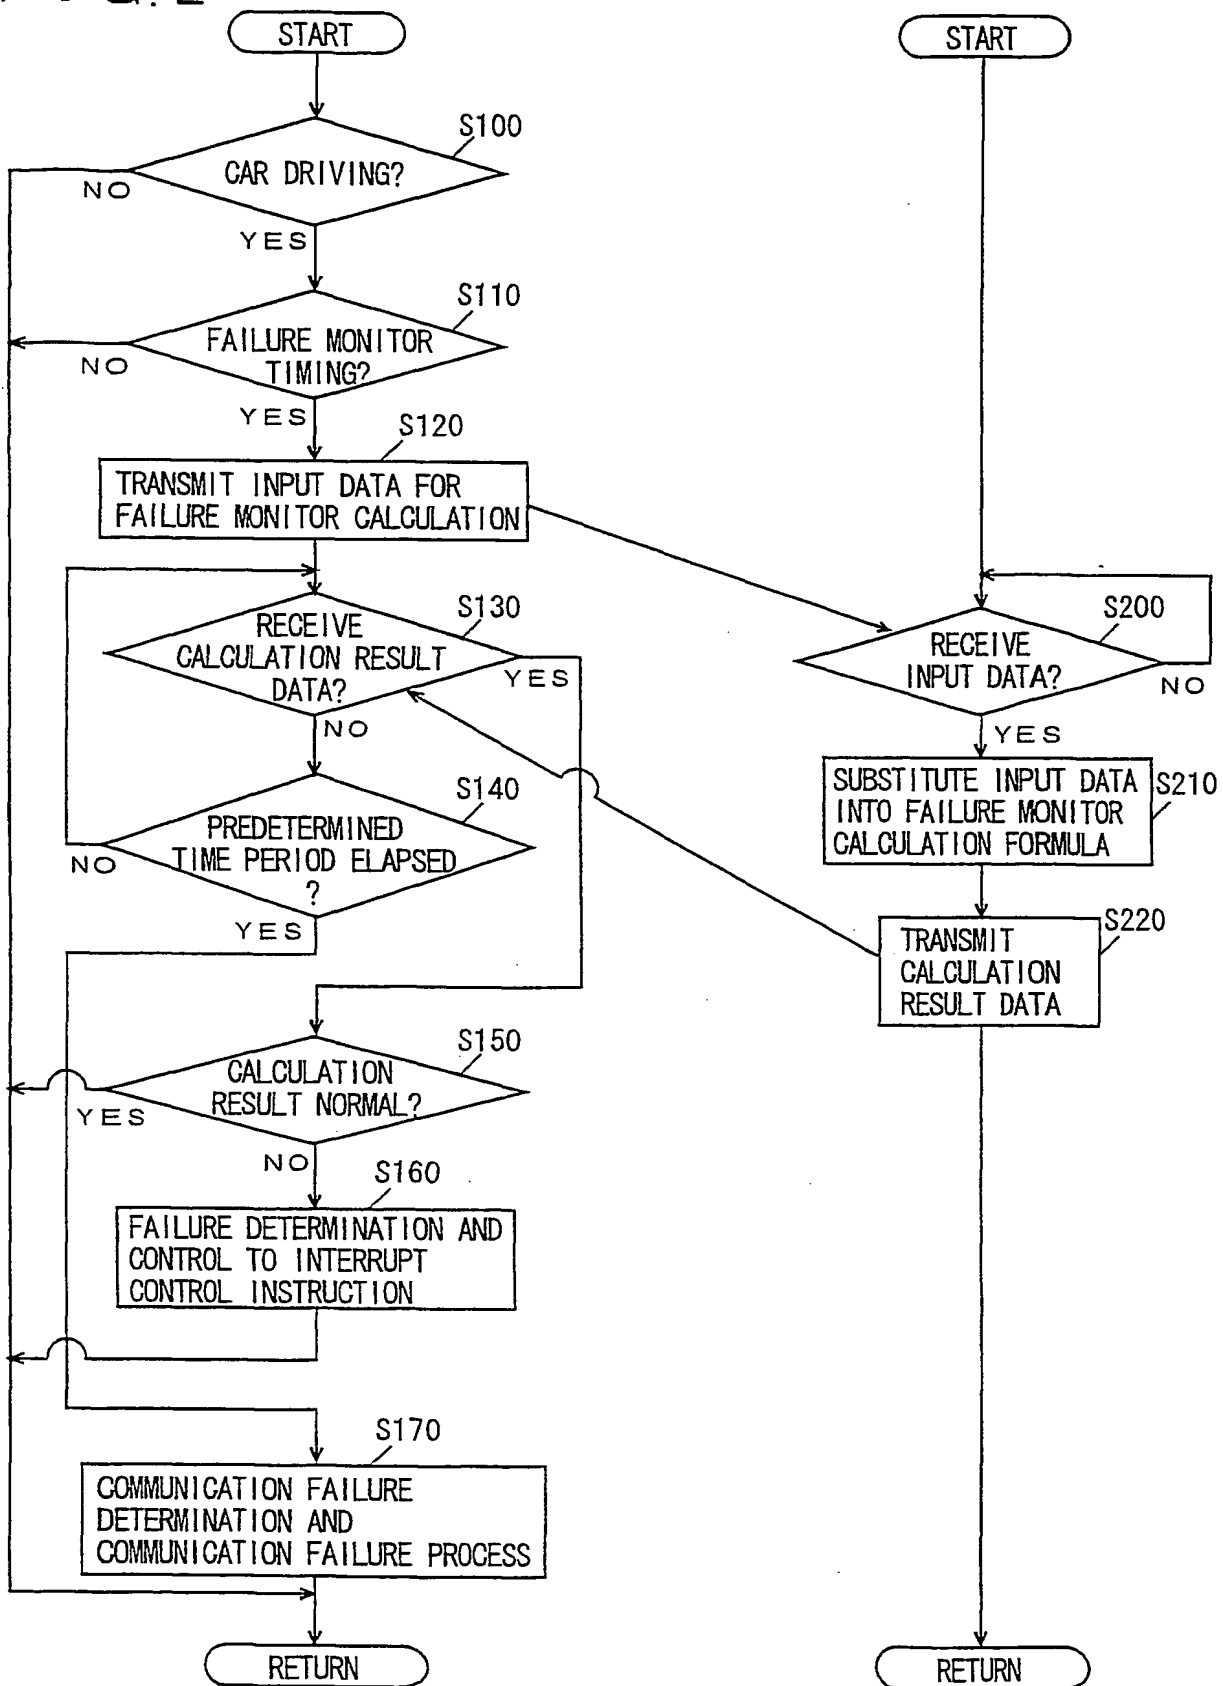 START
S100
CAR DRIVING?
NO
YES
S110
FAILURE MONITOR
TIMING?
NO
YES
S120
TRANSMIT INPUT DATA FOR
FAILURE MONITOR CALCULATION
S130
RECEIVE
CALCULATION RESULT
DATA?
YES
NO
S140
PREDETERMINED
TIME PERIOD ELAPSED
?
NO
YES
S150
CALCULATION
RESULT NORMAL?
YES
NO
S160
FAILURE DETERMINATION AND
CONTROL TO INTERRUPT
CONTROL INSTRUCTION
S170
COMMUNICATION FAILURE
DETERMINATION AND
COMMUNICATION FAILURE PROCESS
RETURN
START
S200
RECEIVE
INPUT DATA?
NO
YES
SUBSTITUTE INPUT DATA
INTO FAILURE MONITOR
CALCULATION FORMULA
S210
S220
TRANSMIT
CALCULATION
RESULT DATA
RETURN